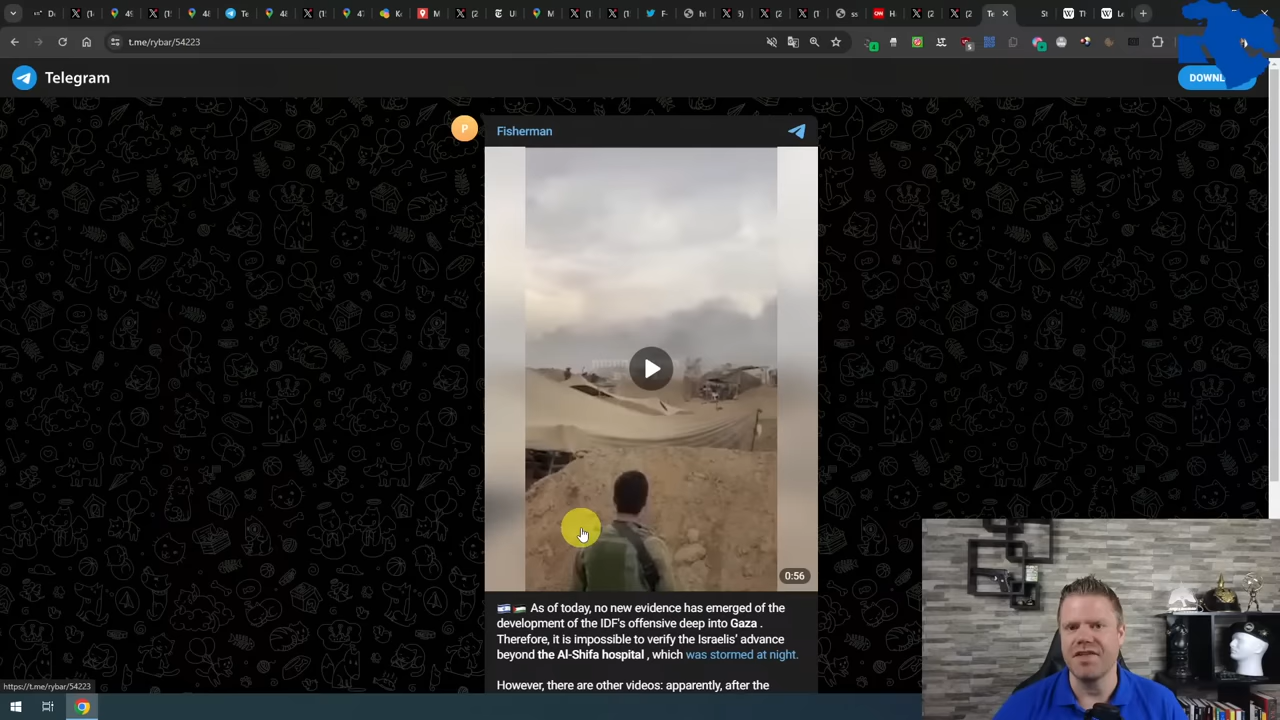 t.me/rybar/54223
Telegram
P
Fisherman
0:56
🇮🇱🇵🇸 As of today, no new evidence has emerged of the
development of the IDF's offensive deep into Gaza .
Therefore, it is impossible to verify the Israelis' advance
beyond the Al-Shifa hospital , which was stormed at night.
However, there are other videos: apparently, after the
https://t.me/rybar/54223